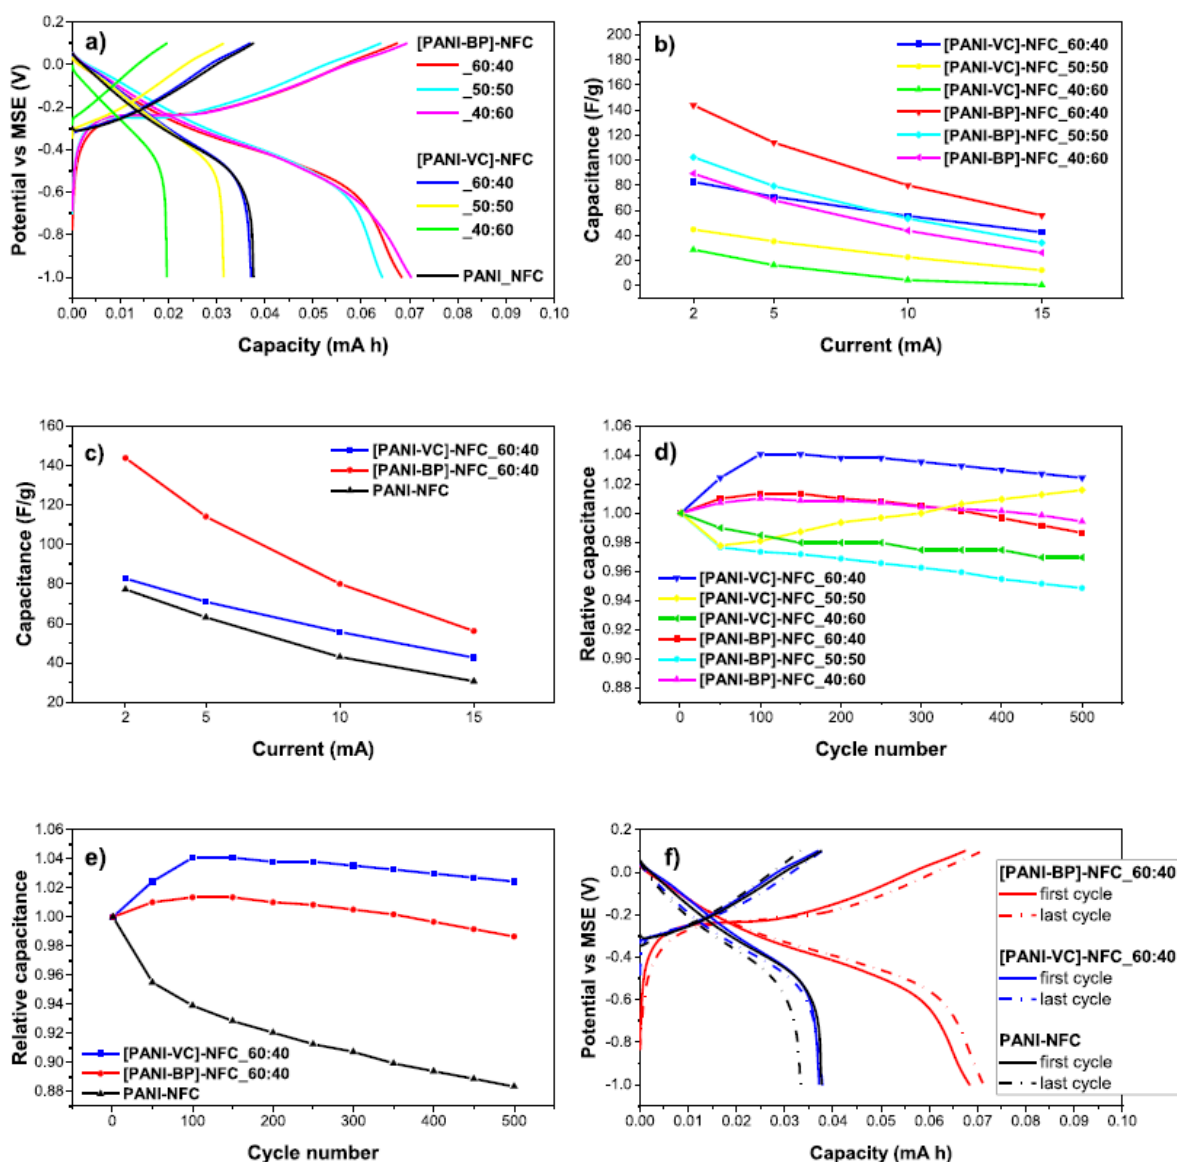 a)
[PANI-BP]-NFC
_60:40
_50:50
_40:60
[PANI-VC]-NFC
_60:40
_50:50
_40:60
PANI_NFC
0.2
0.0
-0.2
-0.4
-0.6
-0.8
-1.0
Potential vs MSE (V)
0.00 0.01 0.02 0.03 0.04 0.05 0.06 0.07 0.08 0.09 0.10
Capacity (mA h)
b)
[PANI-VC]-NFC_60:40
[PANI-VC]-NFC_50:50
[PANI-VC]-NFC_40:60
[PANI-BP]-NFC_60:40
[PANI-BP]-NFC_50:50
[PANI-BP]-NFC_40:60
200
180
160
140
120
100
80
60
40
20
0
Capacitance (F/g)
2 5 10 15
Current (mA)
c)
[PANI-VC]-NFC_60:40
[PANI-BP]-NFC_60:40
PANI-NFC
160
140
120
100
80
60
40
20
Capacitance (F/g)
2 5 10 15
Current (mA)
d)
[PANI-VC]-NFC_60:40
[PANI-VC]-NFC_50:50
[PANI-VC]-NFC_40:60
[PANI-BP]-NFC_60:40
[PANI-BP]-NFC_50:50
[PANI-BP]-NFC_40:60
1.06
1.04
1.02
1.00
0.98
0.96
0.94
0.92
0.90
0.88
Relative capacitance
0 100 200 300 400 500
Cycle number
e)
[PANI-VC]-NFC_60:40
[PANI-BP]-NFC_60:40
PANI-NFC
1.06
1.04
1.02
1.00
0.98
0.96
0.94
0.92
0.90
0.88
Relative capacitance
0 100 200 300 400 500
Cycle number
f)
[PANI-BP]-NFC_60:40
first cycle
last cycle
[PANI-VC]-NFC_60:40
first cycle
last cycle
PANI-NFC
first cycle
last cycle
0.2
0.0
-0.2
-0.4
-0.6
-0.8
-1.0
Potential vs MSE (V)
0.00 0.01 0.02 0.03 0.04 0.05 0.06 0.07 0.08 0.09 0.10
Capacity (mA h)